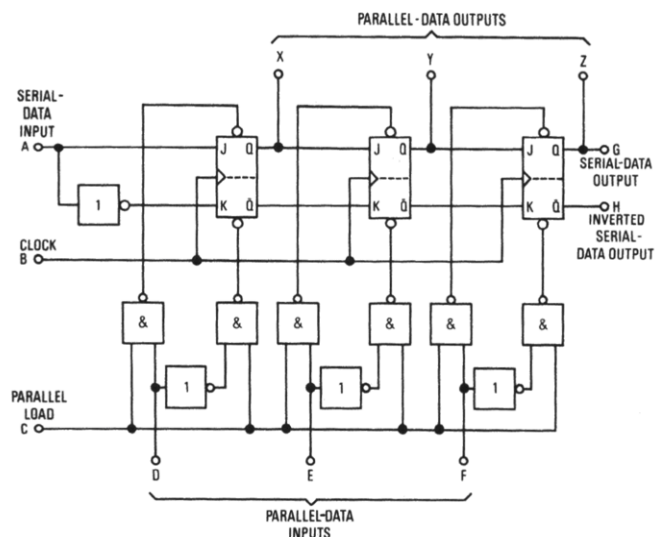 PARALLEL-DATA OUTPUTS
X Y Z
SERIAL-
DATA
INPUT
A
J Q
J Q
J Q
G
SERIAL-DATA
OUTPUT
1
K Q̄
K Q̄
K Q̄
H
INVERTED
SERIAL-
DATA OUTPUT
CLOCK
B
& & & & & &
1 1 1
PARALLEL
LOAD
C
D E F
PARALLEL-DATA
INPUTS